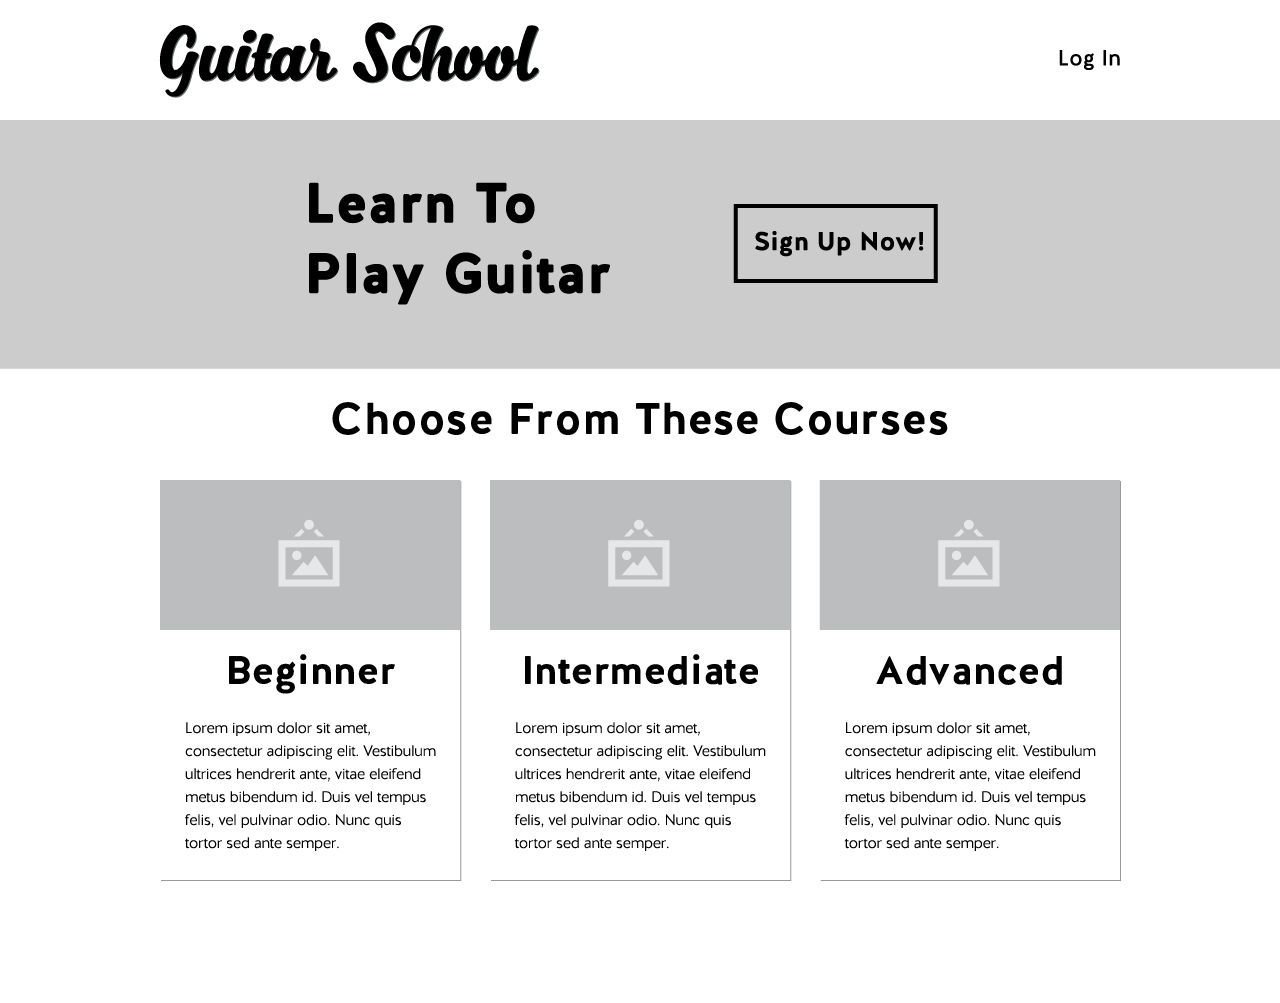 Guitar School
Log In
Learn To
Play Guitar
Sign Up Now!
Choose From These Courses
Beginner
Lorem ipsum dolor sit amet,
consectetur adipiscing elit. Vestibulum
ultrices hendrerit ante, vitae eleifend
metus bibendum id. Duis vel tempus
felis, vel pulvinar odio. Nunc quis
tortor sed ante semper.
Intermediate
Lorem ipsum dolor sit amet,
consectetur adipiscing elit. Vestibulum
ultrices hendrerit ante, vitae eleifend
metus bibendum id. Duis vel tempus
felis, vel pulvinar odio. Nunc quis
tortor sed ante semper.
Advanced
Lorem ipsum dolor sit amet,
consectetur adipiscing elit. Vestibulum
ultrices hendrerit ante, vitae eleifend
metus bibendum id. Duis vel tempus
felis, vel pulvinar odio. Nunc quis
tortor sed ante semper.